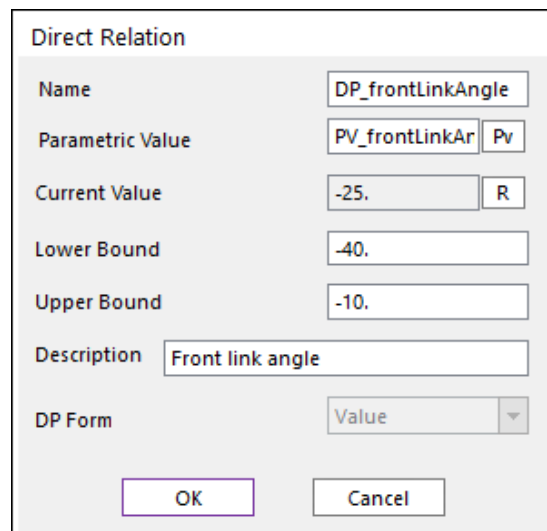 Direct Relation
Name DP_frontLinkAngle
Parametric Value PV_frontLinkAr Pv
Current Value -25. R
Lower Bound -40.
Upper Bound -10.
Description Front link angle
DP Form Value
OK Cancel